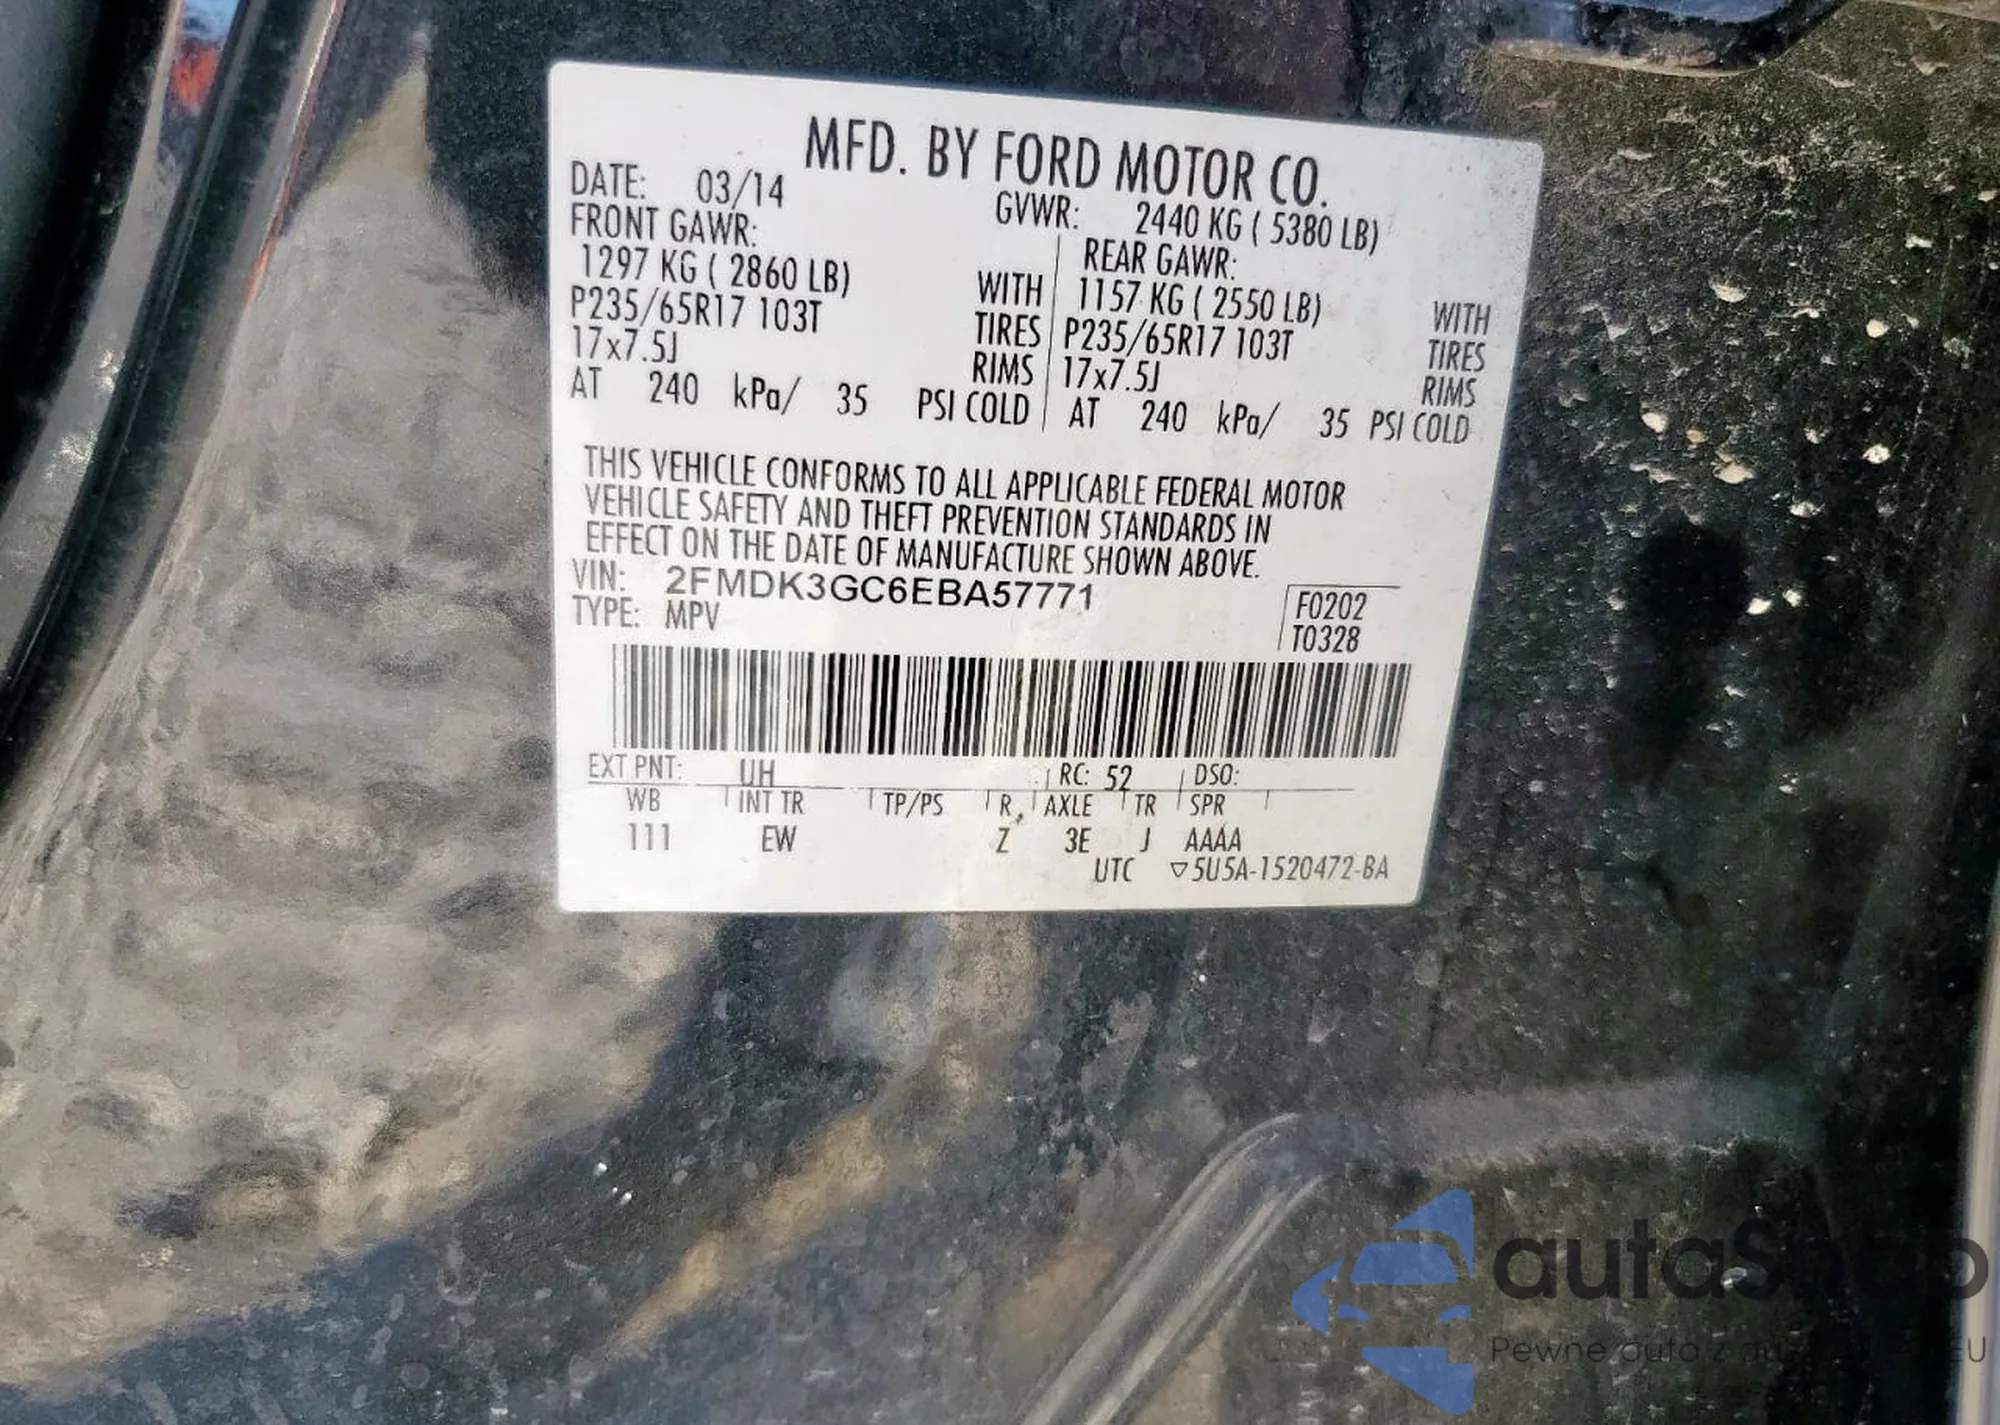 MFD. BY FORD MOTOR CO.
DATE: 03/14
GVWR: 2440 KG ( 5380 LB)
FRONT GAWR:
1297 KG ( 2860 LB) WITH
P235/65R17 103T TIRES
17x7.5J RIMS
AT 240 kPa/ 35 PSI COLD
REAR GAWR:
1157 KG ( 2550 LB) WITH
P235/65R17 103T TIRES
17x7.5J RIMS
AT 240 kPa/ 35 PSI COLD
THIS VEHICLE CONFORMS TO ALL APPLICABLE FEDERAL MOTOR
VEHICLE SAFETY AND THEFT PREVENTION STANDARDS IN
EFFECT ON THE DATE OF MANUFACTURE SHOWN ABOVE.
VIN: 2FMDK3GC6EBA57771
TYPE: MPV
F0202
T0328
EXT PNT: UH RC: 52 DSO:
WB INT TR TP/PS R AXLE TR SPR
111 EW Z 3E J AAAA
UTC ▽5U5A-1520472-BA
autaShop
Pewne auta z EU